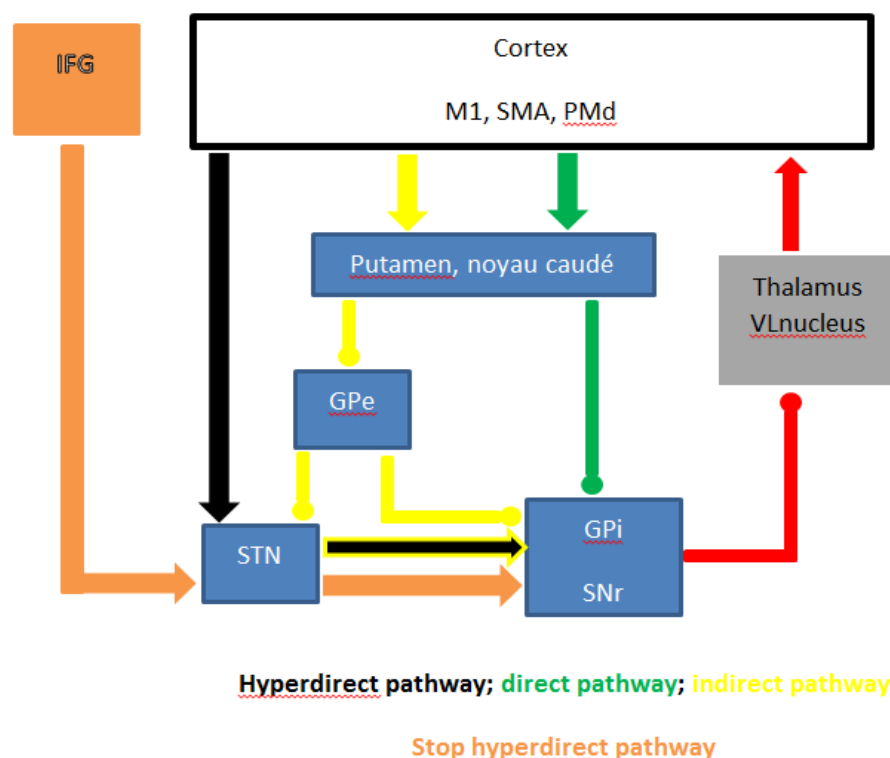 IFG
Cortex
M1, SMA, PMd
Putamen, noyau caudé
Thalamus
VLnucleus
GPe
STN
GPi
SNr
Hyperdirect pathway; direct pathway; indirect pathway
Stop hyperdirect pathway